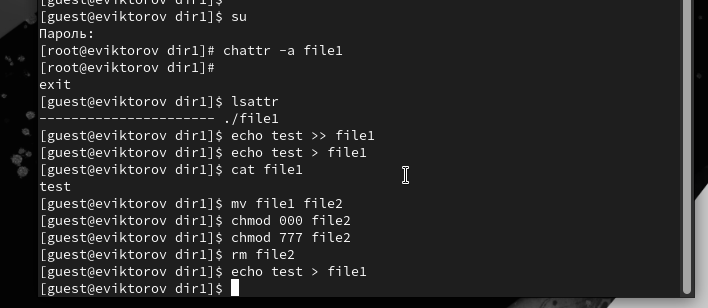 [guest@eviktorov dir1]$
[guest@eviktorov dir1]$ su
Пароль:
[root@eviktorov dir1]# chattr -a file1
[root@eviktorov dir1]#
exit
[guest@eviktorov dir1]$ lsattr
---------------------- ./file1
[guest@eviktorov dir1]$ echo test >> file1
[guest@eviktorov dir1]$ echo test > file1
[guest@eviktorov dir1]$ cat file1
test
[guest@eviktorov dir1]$ mv file1 file2
[guest@eviktorov dir1]$ chmod 000 file2
[guest@eviktorov dir1]$ chmod 777 file2
[guest@eviktorov dir1]$ rm file2
[guest@eviktorov dir1]$ echo test > file1
[guest@eviktorov dir1]$